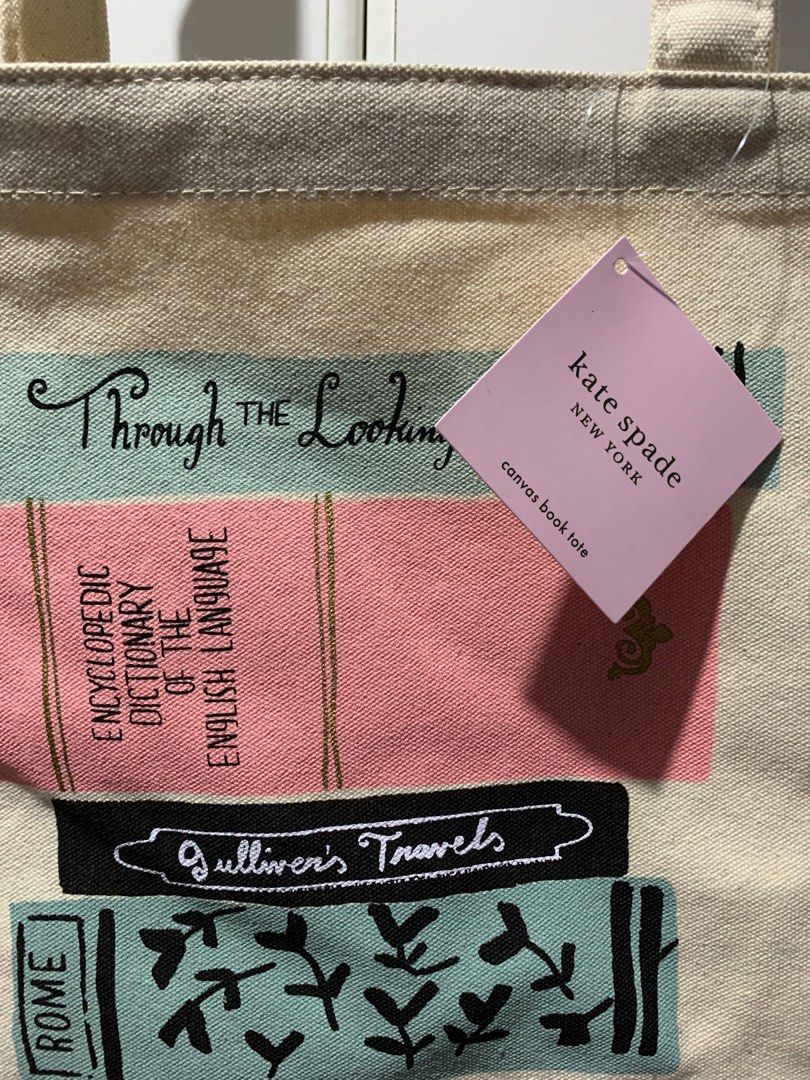 Through THE Looking
kate spade
NEW YORK
canvas book tote
ENCYCLOPEDIC
DICTIONARY
OF THE
ENGLISH LANGUAGE
Gulliver's Travels
ROME